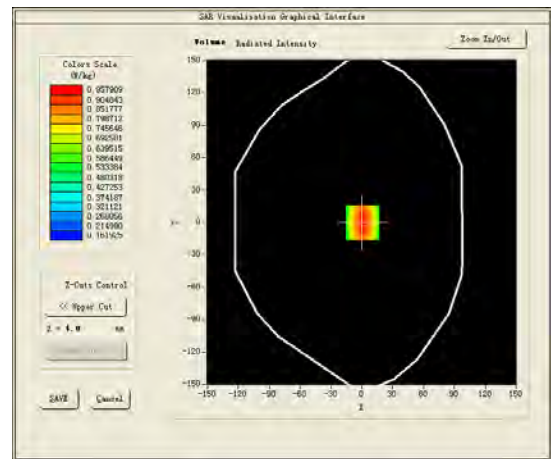 SAR Visualisation Graphical Interface
Volume Radiated Intensity
Zoom In/Out
Colors Scale
(W/kg)
0.957909
0.904843
0.851777
0.798712
0.745646
0.692581
0.639515
0.586449
0.533384
0.480318
0.427253
0.374187
0.321121
0.268056
0.214990
0.161925
150
120
90
60
30
0
-30
-60
-90
-120
-150
Y
-150 -120 -90 -60 -30 0 30 60 90 120 150
X
Z-Cuts Control
<< Upper Cut
Z = 4.0 mm
SAVE Cancel